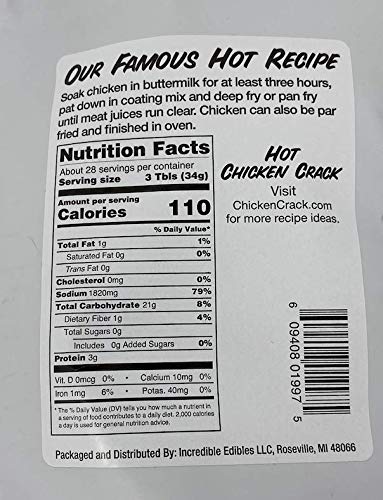 Our Famous Hot Recipe
Soak chicken in buttermilk for at least three hours,
pat down in coating mix and deep fry or pan fry
until meat juices run clear. Chicken can also be par
fried and finished in oven.
Nutrition Facts
About 28 servings per container
Serving size 3 Tbls (34g)
Amount per serving
Calories 110
% Daily Value*
Total Fat 1g 1%
Saturated Fat 0g 0%
Trans Fat 0g
Cholesterol 0mg 0%
Sodium 1820mg 79%
Total Carbohydrate 21g 8%
Dietary Fiber 1g 4%
Total Sugars 0g
Includes 0g Added Sugars 0%
Protein 3g
Vit. D 0mcg 0% • Calcium 10mg 0%
Iron 1mg 6% • Potas. 40mg 0%
* The % Daily Value (DV) tells you how much a nutrient in
a serving of food contributes to a daily diet. 2,000 calories
a day is used for general nutrition advice.
Hot
Chicken Crack
Visit
ChickenCrack.com
for more recipe ideas.
6 09408 01997 5
Packaged and Distributed By: Incredible Edibles LLC, Roseville, MI 48066